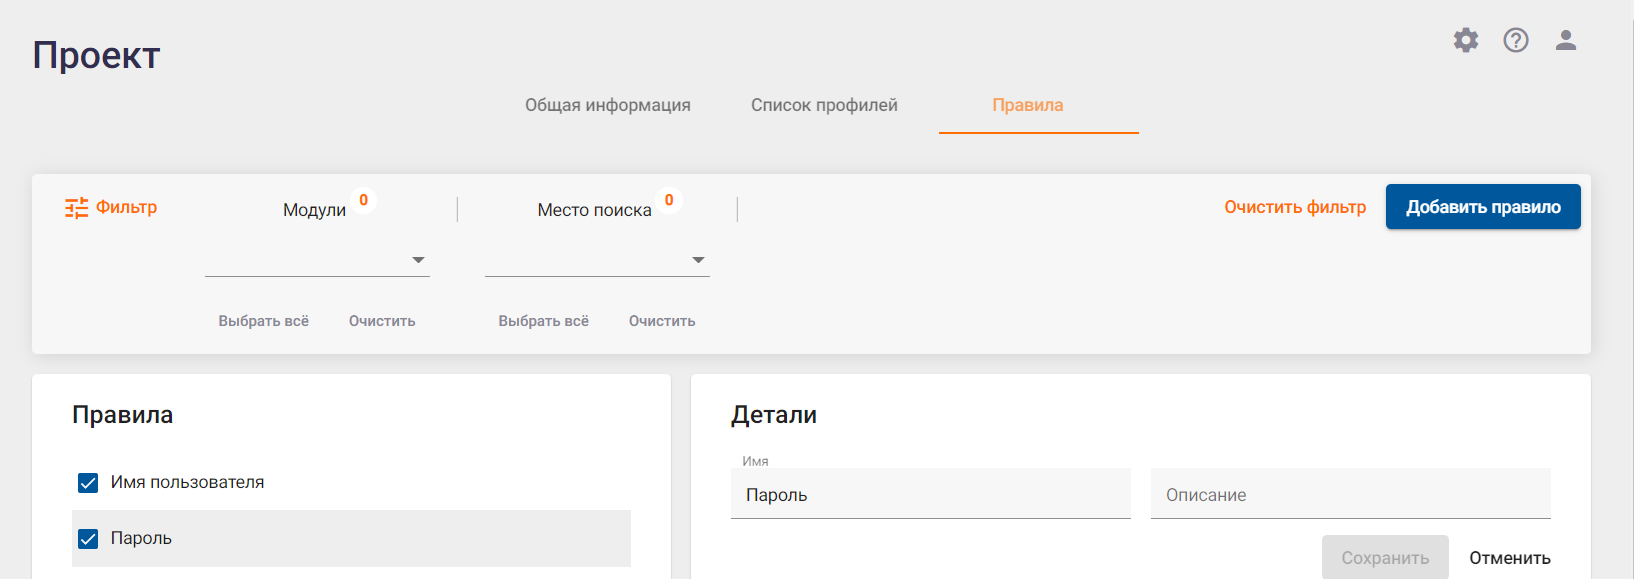 Проект
Общая информация Список профилей Правила
Фильтр Модули 0 Место поиска 0 Очистить фильтр Добавить правило
Выбрать всё Очистить Выбрать всё Очистить
Правила
Имя пользователя
Пароль
Детали
Имя
Пароль Описание
Сохранить Отменить